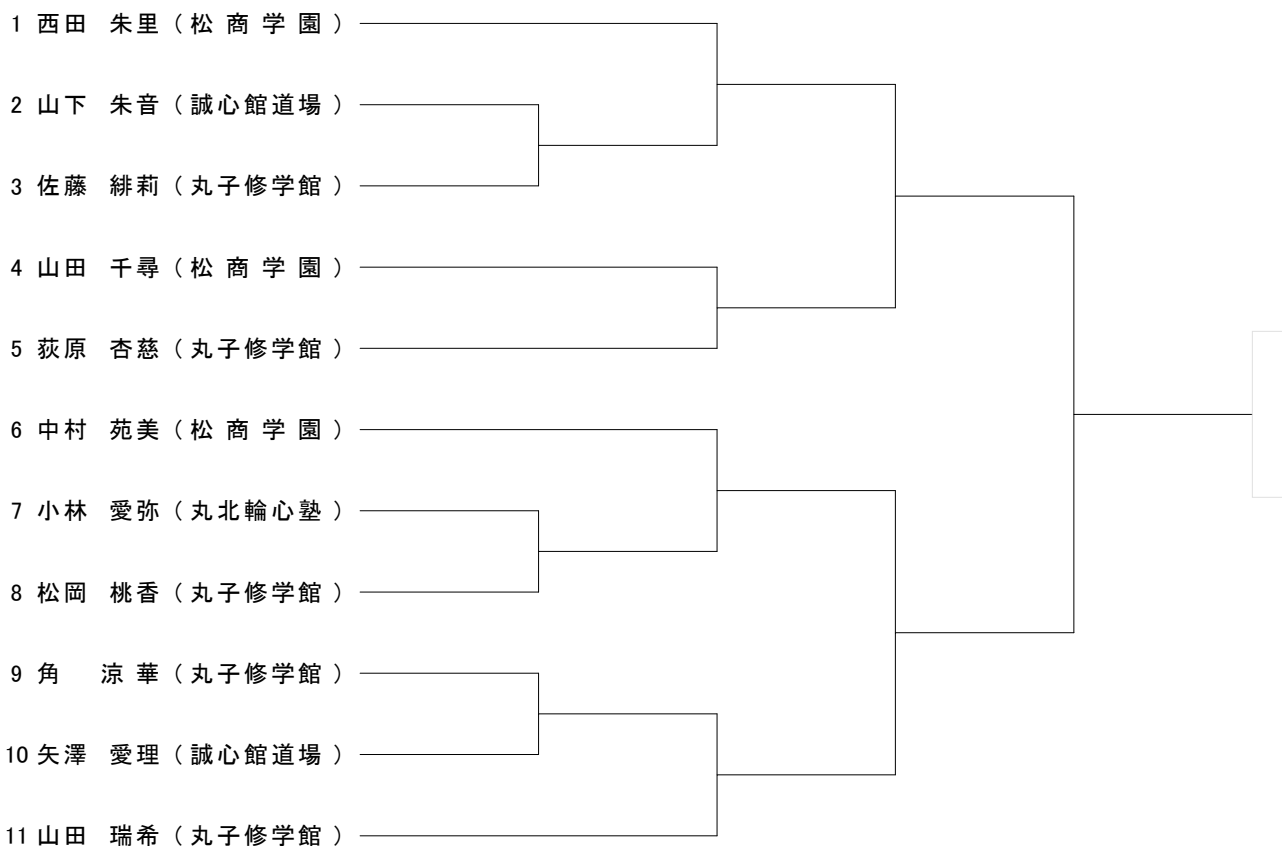 1 西田 朱里 （ 松 商 学 園 ）
2 山下 朱音 （ 誠心館道場 ）
3 佐藤 緋莉 （ 丸子修学館 ）
4 山田 千尋 （ 松 商 学 園 ）
5 荻原 杏慈 （ 丸子修学館 ）
6 中村 苑美 （ 松 商 学 園 ）
7 小林 愛弥 （ 丸北輪心塾 ）
8 松岡 桃香 （ 丸子修学館 ）
9 角 涼華 （ 丸子修学館 ）
10 矢澤 愛理 （ 誠心館道場 ）
11 山田 瑞希 （ 丸子修学館 ）